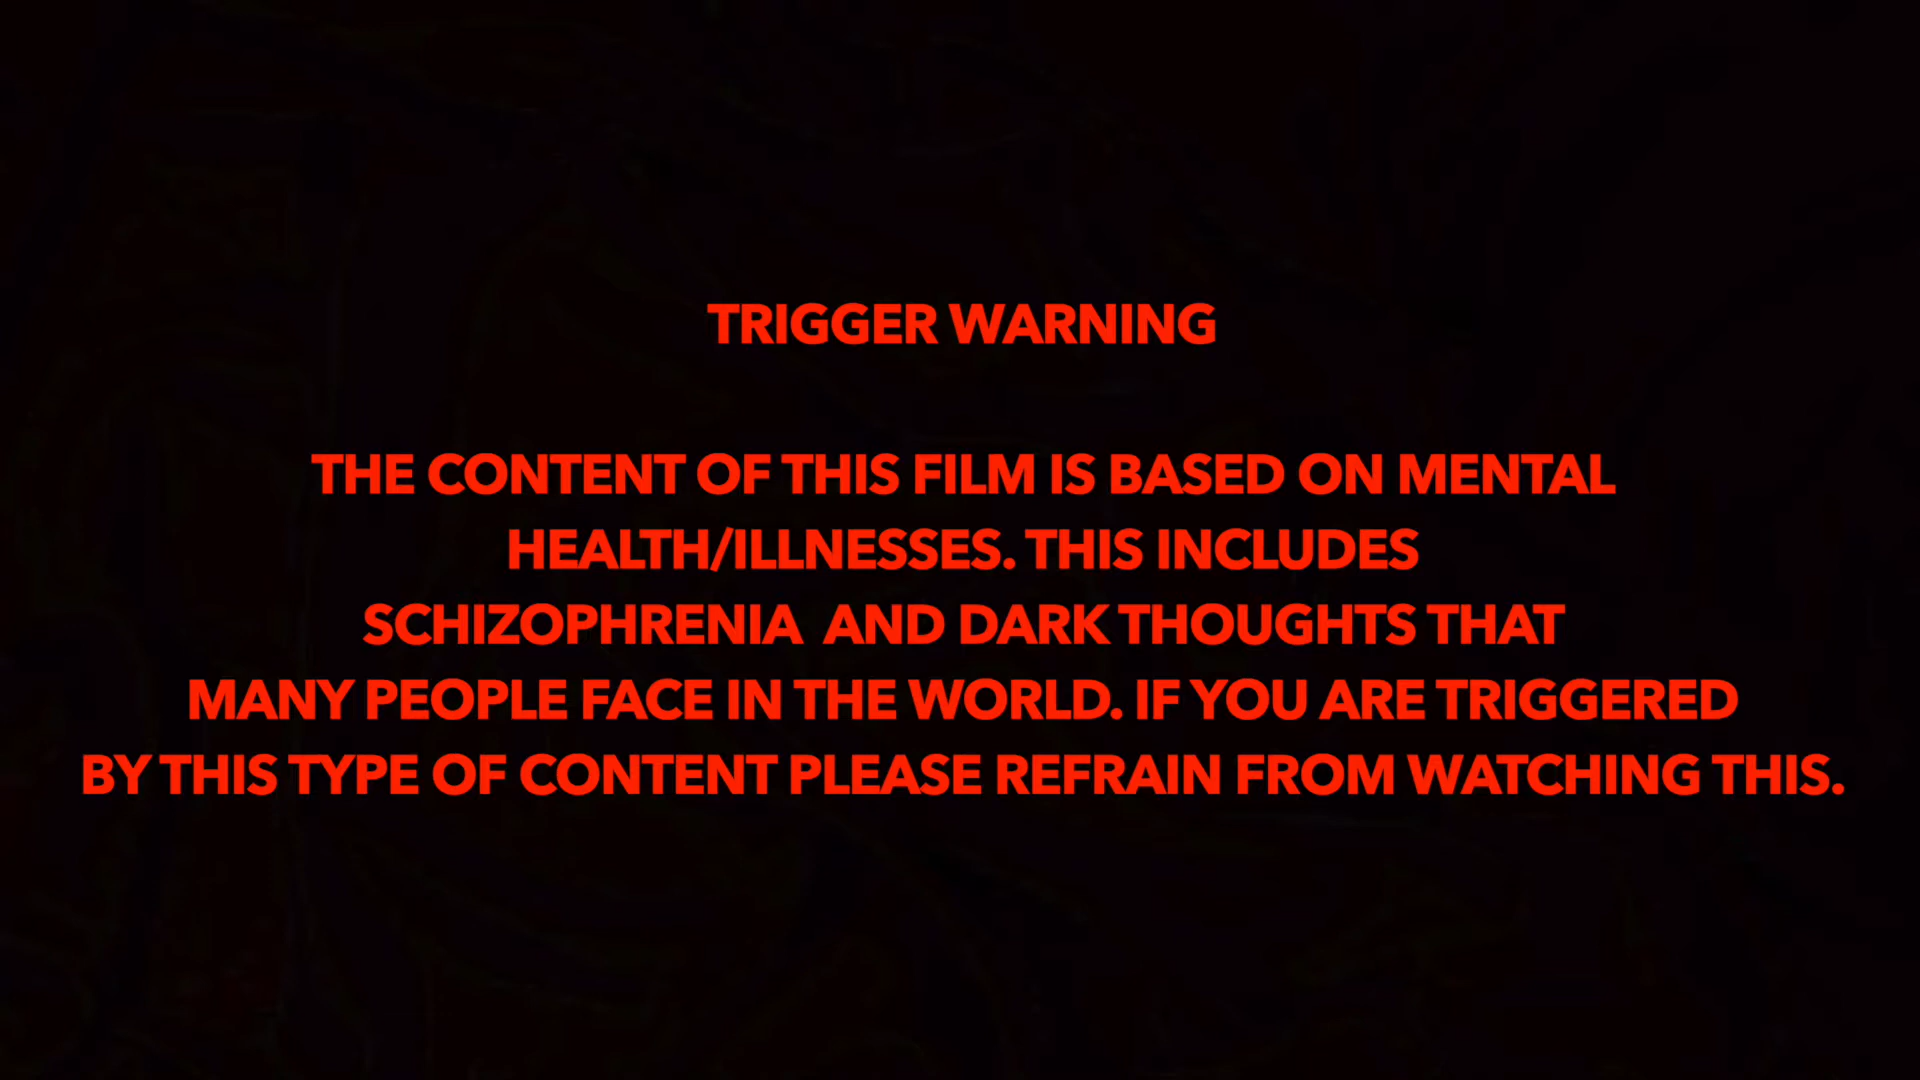 TRIGGER WARNING
THE CONTENT OF THIS FILM IS BASED ON MENTAL
HEALTH/ILLNESSES. THIS INCLUDES
SCHIZOPHRENIA  AND DARK THOUGHTS THAT
MANY PEOPLE FACE IN THE WORLD. IF YOU ARE TRIGGERED
BY THIS TYPE OF CONTENT PLEASE REFRAIN FROM WATCHING THIS.